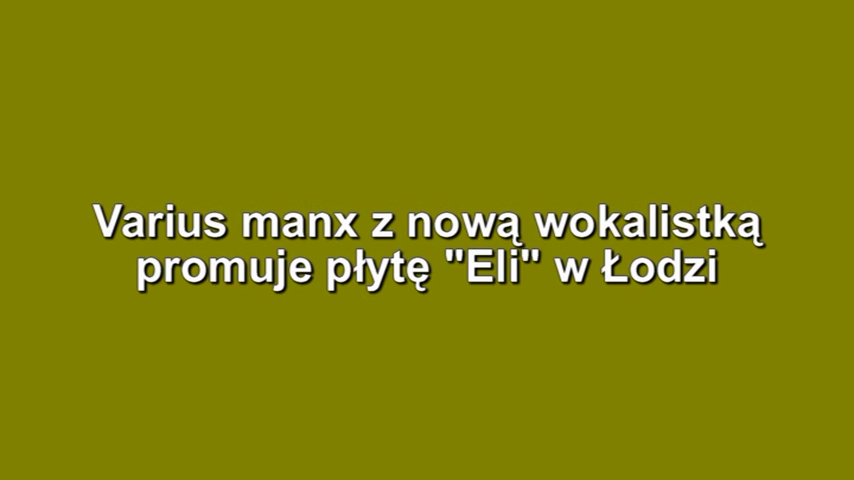 Varius manx z nową wokalistką
promuje płytę "Eli" w Łodzi